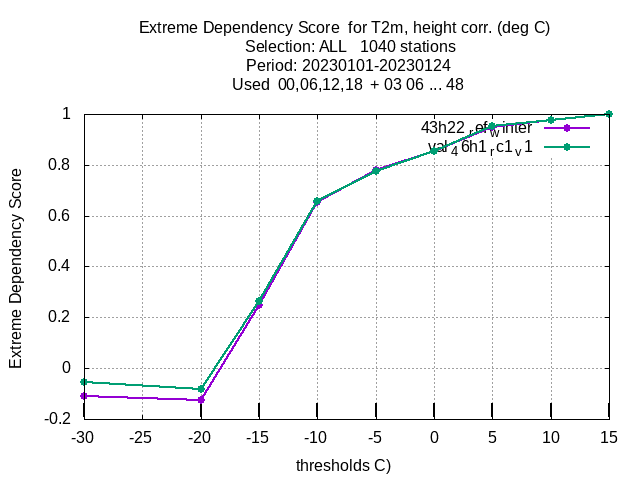 Extreme Dependency Score  for T2m, height corr. (deg C)
Selection: ALL   1040 stations
Period: 20230101-20230124
Used  00,06,12,18  + 03 06 ... 48
43h22_ref_winter
val_46h1_rc1_v1
Extreme Dependency Score
1
0.8
0.6
0.4
0.2
0
-0.2
-30
-25
-20
-15
-10
-5
0
5
10
15
thresholds C)